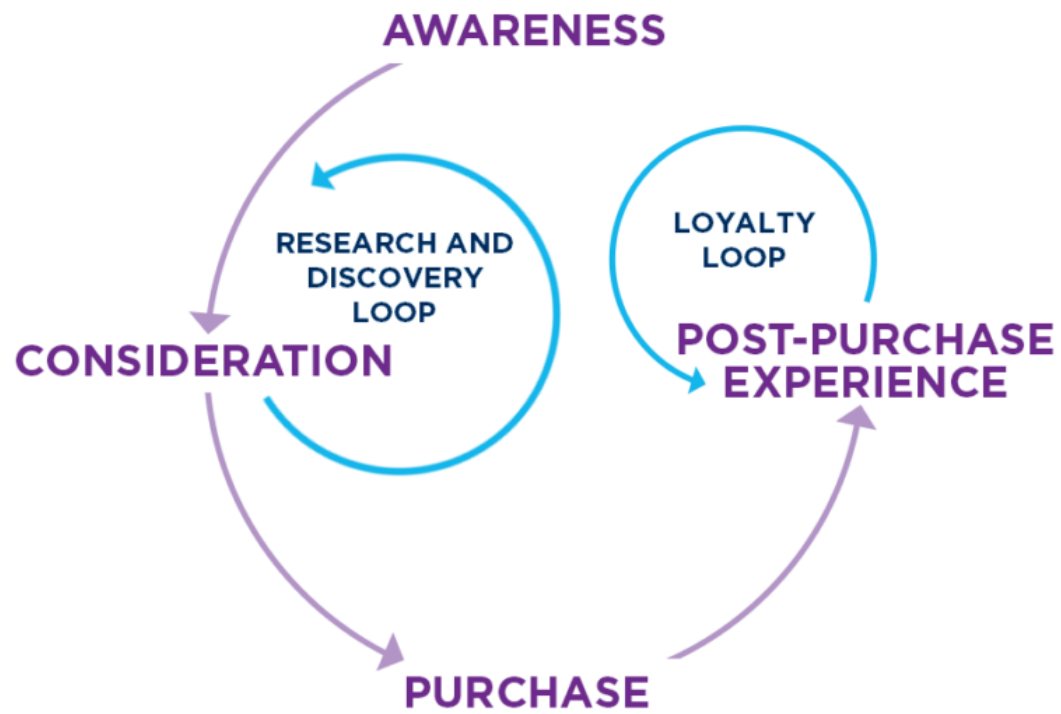 AWARENESS
RESEARCH AND
DISCOVERY
LOOP
LOYALTY
LOOP
CONSIDERATION
POST-PURCHASE
EXPERIENCE
PURCHASE